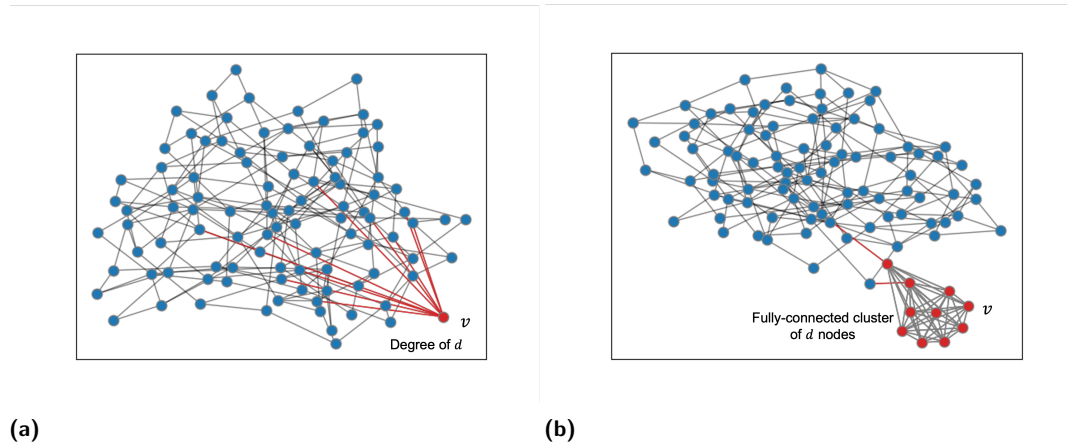 v
Degree of d
Fully-connected cluster
of d nodes
v
(a)
(b)